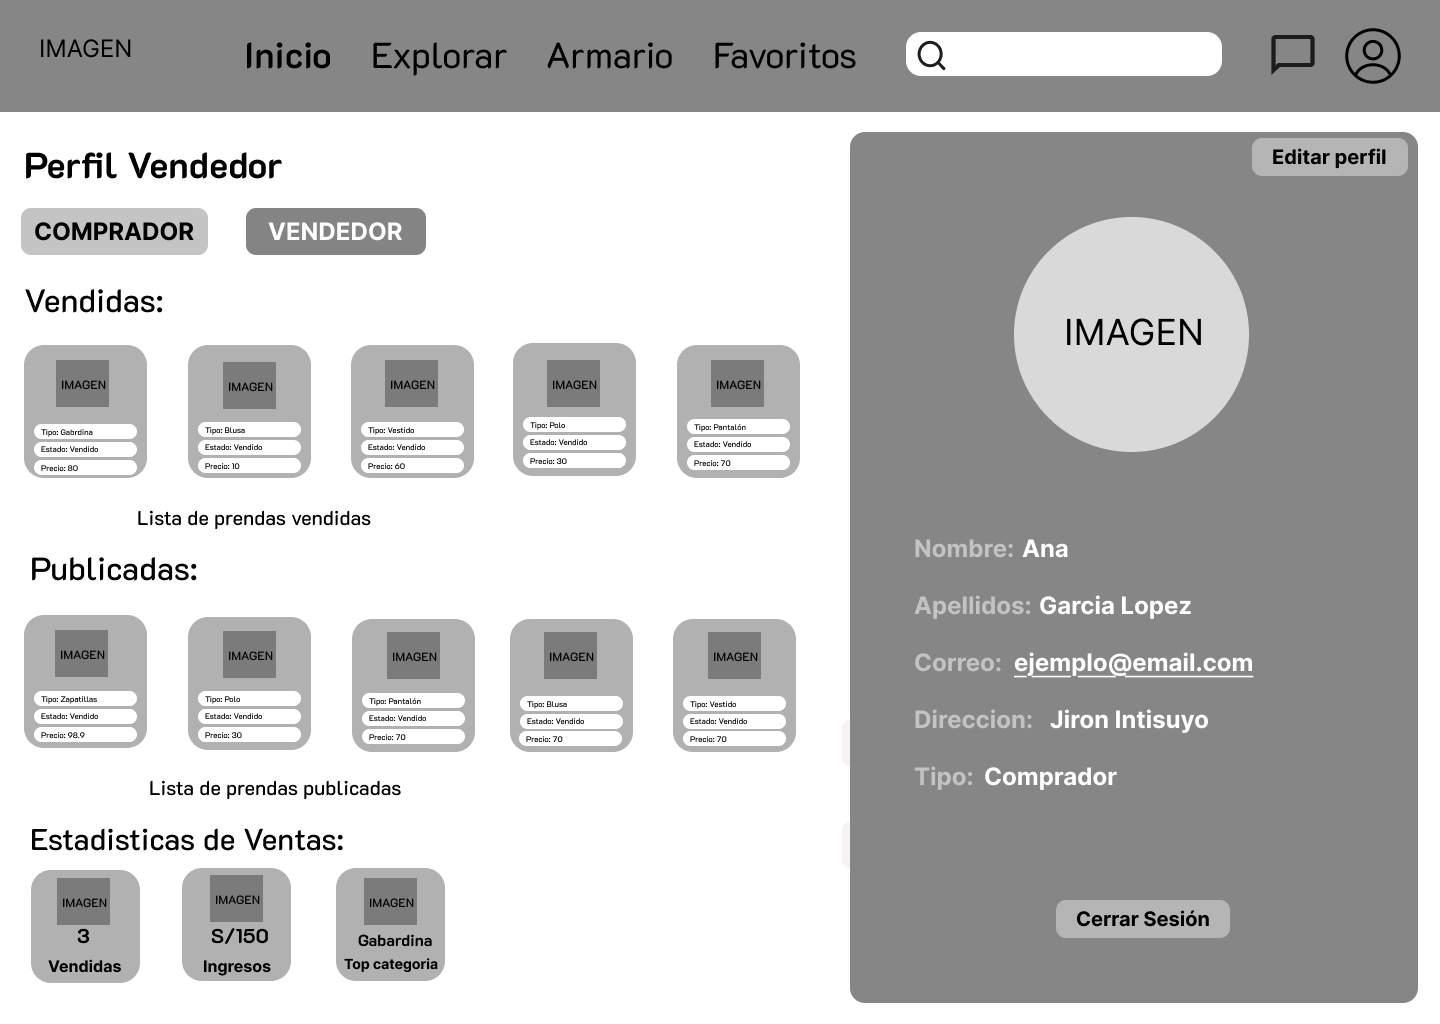 IMAGEN
Inicio Explorar Armario Favoritos
Perfil Vendedor
COMPRADOR VENDEDOR
Vendidas:
IMAGEN
Tipo: Gabrdina
Estado: Vendido
Precio: 80
IMAGEN
Tipo: Blusa
Estado: Vendido
Precio: 10
IMAGEN
Tipo: Vestido
Estado: Vendido
Precio: 60
IMAGEN
Tipo: Polo
Estado: Vendido
Precio: 30
IMAGEN
Tipo: Pantalón
Estado: Vendido
Precio: 70
Lista de prendas vendidas
Publicadas:
IMAGEN
Tipo: Zapatillas
Estado: Vendido
Precio: 98.9
IMAGEN
Tipo: Polo
Estado: Vendido
Precio: 30
IMAGEN
Tipo: Pantalón
Estado: Vendido
Precio: 70
IMAGEN
Tipo: Blusa
Estado: Vendido
Precio: 70
IMAGEN
Tipo: Vestido
Estado: Vendido
Precio: 70
Lista de prendas publicadas
Estadisticas de Ventas:
IMAGEN
3
Vendidas
IMAGEN
S/150
Ingresos
IMAGEN
Gabardina
Top categoria
Editar perfil
IMAGEN
Nombre: Ana
Apellidos: Garcia Lopez
Correo: ejemplo@email.com
Direccion: Jiron Intisuyo
Tipo: Comprador
Cerrar Sesión